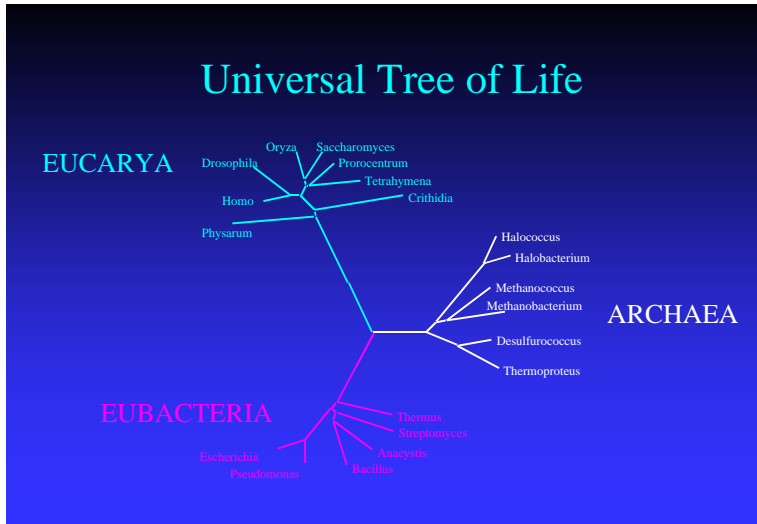 Universal Tree of Life
EUCARYA
Oryza
Saccharomyces
Drosophila
Prorocentrum
Tetrahymena
Homo
Crithidia
Physarum
Halococcus
Halobacterium
Methanococcus
Methanobacterium
ARCHAEA
Desulfurococcus
Thermoproteus
EUBACTERIA
Thermus
Streptomyces
Escherichia
Anacystis
Pseudomonas
Bacillus